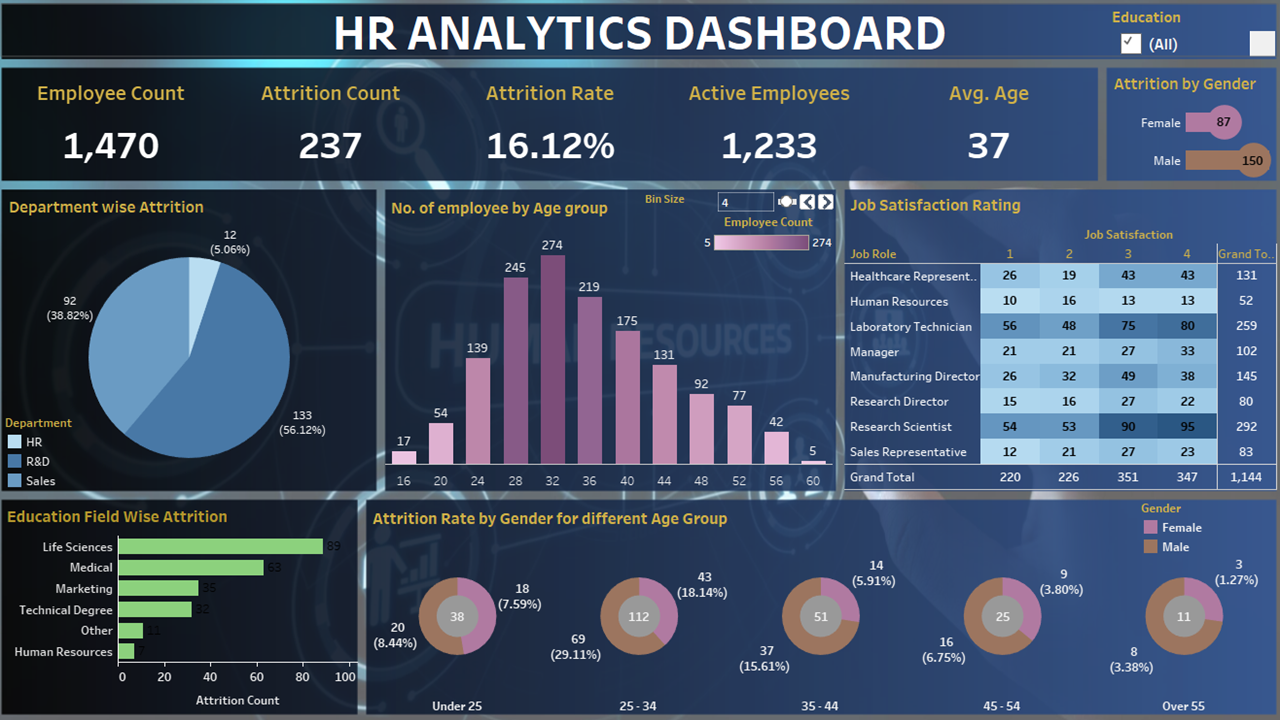 HR ANALYTICS DASHBOARD
Education
(All)
Employee Count
1,470
Attrition Count
237
Attrition Rate
16.12%
Active Employees
1,233
Avg. Age
37
Attrition by Gender
Female 87
Male 150
Department wise Attrition
12
(5.06%)
92
(38.82%)
133
(56.12%)
Department
HR
R&D
Sales
No. of employee by Age group
Bin Size 4
Employee Count
5 274
17 54 139 245 274 219 175 131 92 77 42 5
16 20 24 28 32 36 40 44 48 52 56 60
HUMAN RESOURCES
Job Satisfaction Rating
Job Satisfaction
Job Role 1 2 3 4 Grand To..
Healthcare Represent.. 26 19 43 43 131
Human Resources 10 16 13 13 52
Laboratory Technician 56 48 75 80 259
Manager 21 21 27 33 102
Manufacturing Director 26 32 49 38 145
Research Director 15 16 27 22 80
Research Scientist 54 53 90 95 292
Sales Representative 12 21 27 23 83
Grand Total 220 226 351 347 1,144
Education Field Wise Attrition
Life Sciences 89
Medical 63
Marketing 35
Technical Degree 32
Other 11
Human Resources 7
0 20 40 60 80 100
Attrition Count
Attrition Rate by Gender for different Age Group
Gender
Female
Male
38
18
(7.59%)
20
(8.44%)
Under 25
112
43
(18.14%)
69
(29.11%)
25 - 34
51
14
(5.91%)
37
(15.61%)
35 - 44
25
9
(3.80%)
16
(6.75%)
45 - 54
11
3
(1.27%)
8
(3.38%)
Over 55